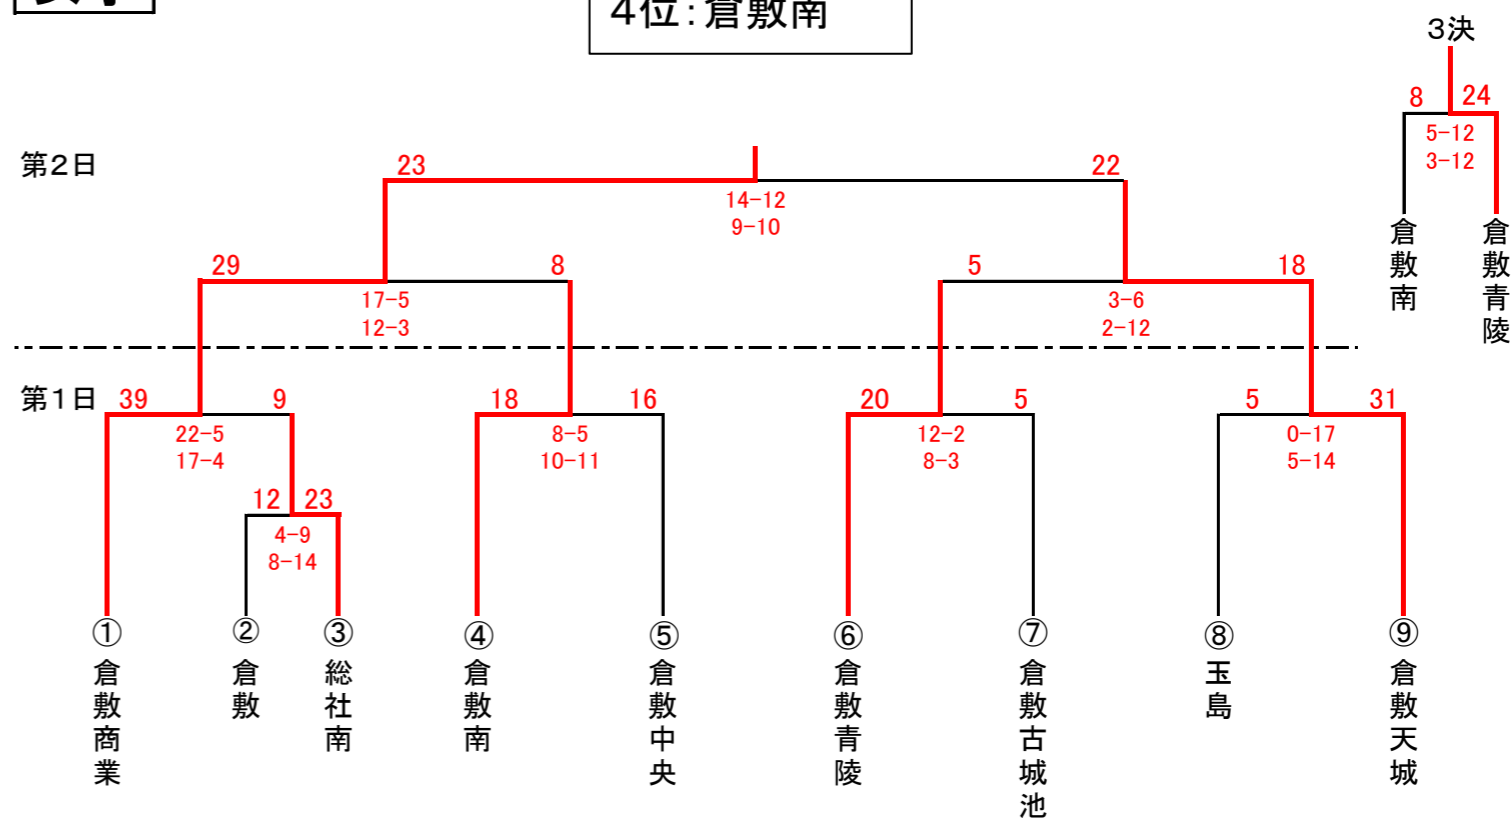 4位:倉敷南
3決
8 24
5-12
3-12
倉敷南
倉敷青陵
第2日
23 22
14-12
9-10
29 8
17-5
12-3
5 18
3-6
2-12
第1日
39 9
22-5
17-4
18 16
8-5
10-11
20 5
12-2
8-3
5 31
0-17
5-14
12 23
4-9
8-14
①
倉敷商業
②
倉敷
③
総社南
④
倉敷南
⑤
倉敷中央
⑥
倉敷青陵
⑦
倉敷古城池
⑧
玉島
⑨
倉敷天城